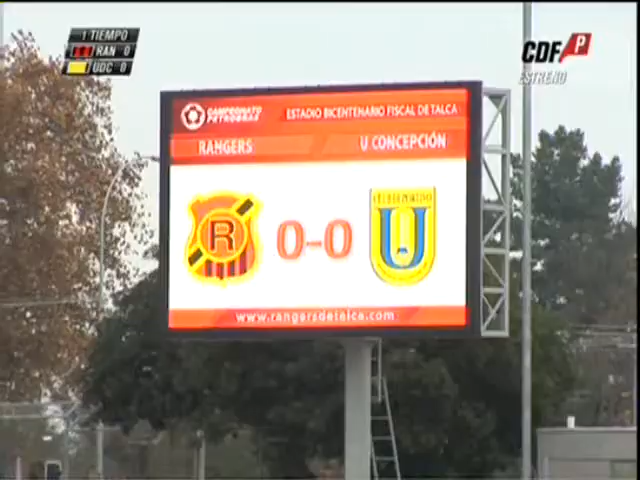 1 TIEMPO
RAN 0
UDC 0
CDF P
ESTRENO
CAMPEONATO
PETROBRAS
ESTADIO BICENTENARIO FISCAL DE TALCA
RANGERS
U CONCEPCIÓN
R
0-0
U
www.rangersdetalca.com